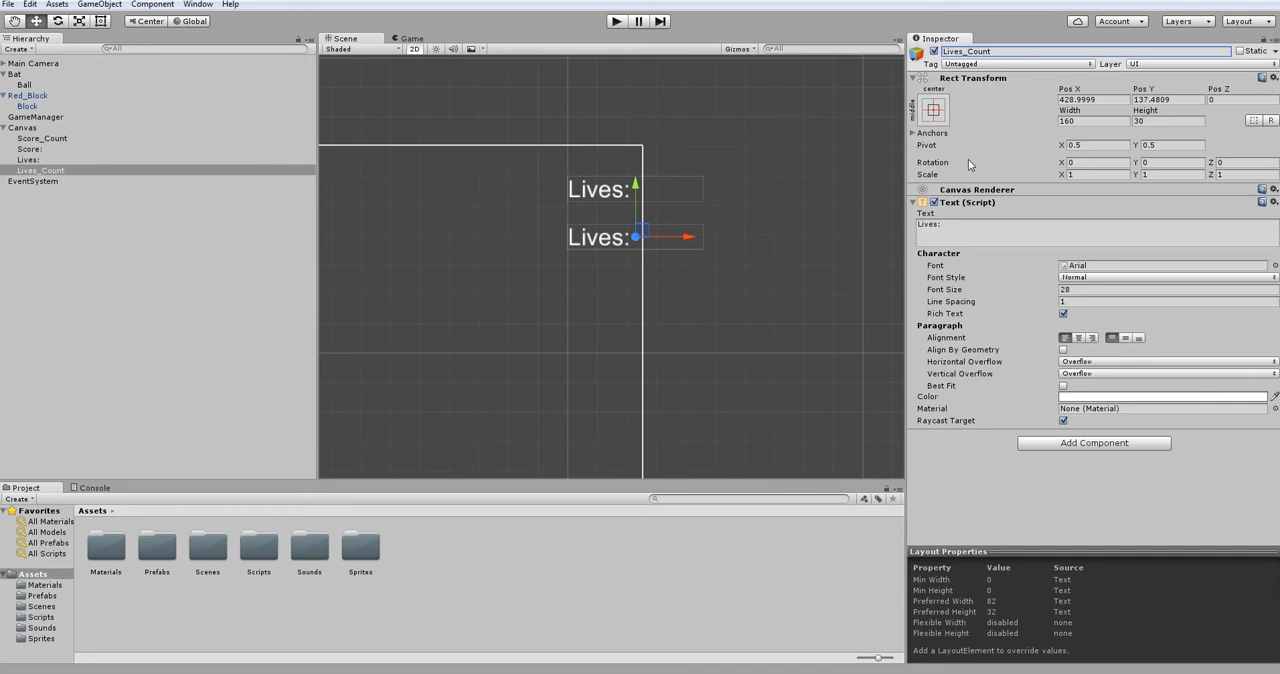 File Edit Assets GameObject Component Window Help
Center Global Account Layers Layout
Hierarchy
Create All
Main Camera
Bat
Ball
Red_Block
Block
GameManager
Canvas
Score_Count
Score:
Lives:
Lives_Count
EventSystem
Scene Game
Shaded 2D Gizmos All
Lives:
Lives:
Inspector
Lives_Count Static
Tag Untagged Layer UI
Rect Transform
center
middle
Pos X Pos Y Pos Z
428.9999 137.4809 0
Width Height
160 30 R
Anchors
Pivot X 0.5 Y 0.5
Rotation X 0 Y 0 Z 0
Scale X 1 Y 1 Z 1
Canvas Renderer
Text (Script)
Text
Lives:
Character
Font Arial
Font Style Normal
Font Size 28
Line Spacing 1
Rich Text
Paragraph
Alignment
Align By Geometry
Horizontal Overflow Overflow
Vertical Overflow Overflow
Best Fit
Color
Material None (Material)
Raycast Target
Add Component
Project Console
Create
Favorites
All Materials
All Models
All Prefabs
All Scripts
Assets
Materials
Prefabs
Scenes
Scripts
Sounds
Sprites
Assets
Materials Prefabs Scenes Scripts Sounds Sprites
Layout Properties
Property Value Source
Min Width 0 Text
Min Height 0 Text
Preferred Width 82 Text
Preferred Height 32 Text
Flexible Width disabled none
Flexible Height disabled none
Add a LayoutElement to override values.